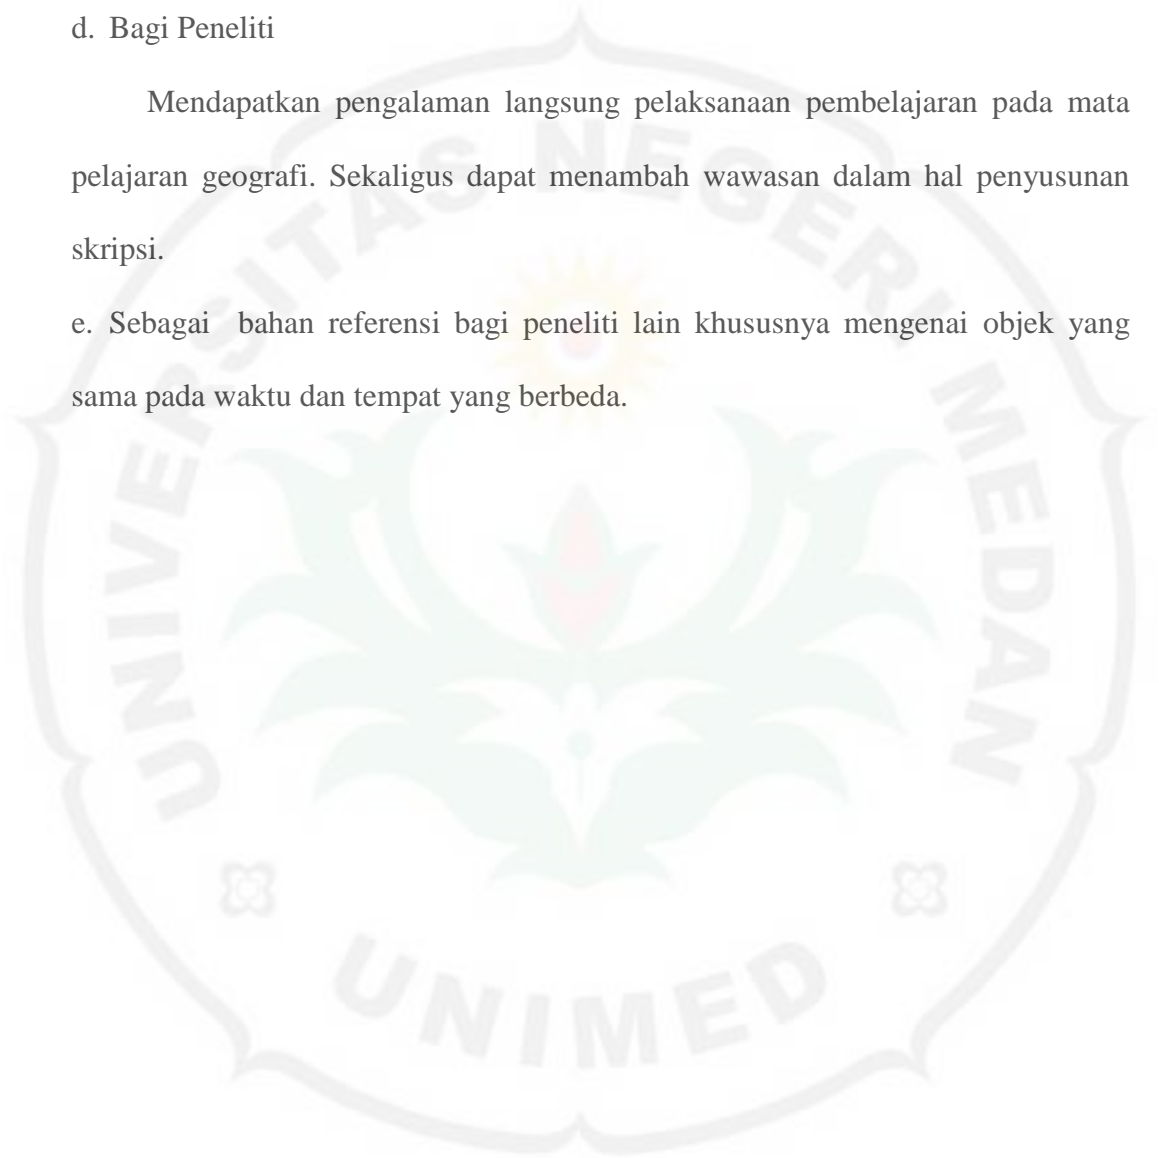 d. Bagi Peneliti
Mendapatkan pengalaman langsung pelaksanaan pembelajaran pada mata
pelajaran geografi. Sekaligus dapat menambah wawasan dalam hal penyusunan
skripsi.
e. Sebagai bahan referensi bagi peneliti lain khususnya mengenai objek yang
sama pada waktu dan tempat yang berbeda.
UNIVERSITAS NEGERI MEDAN
UNIMED